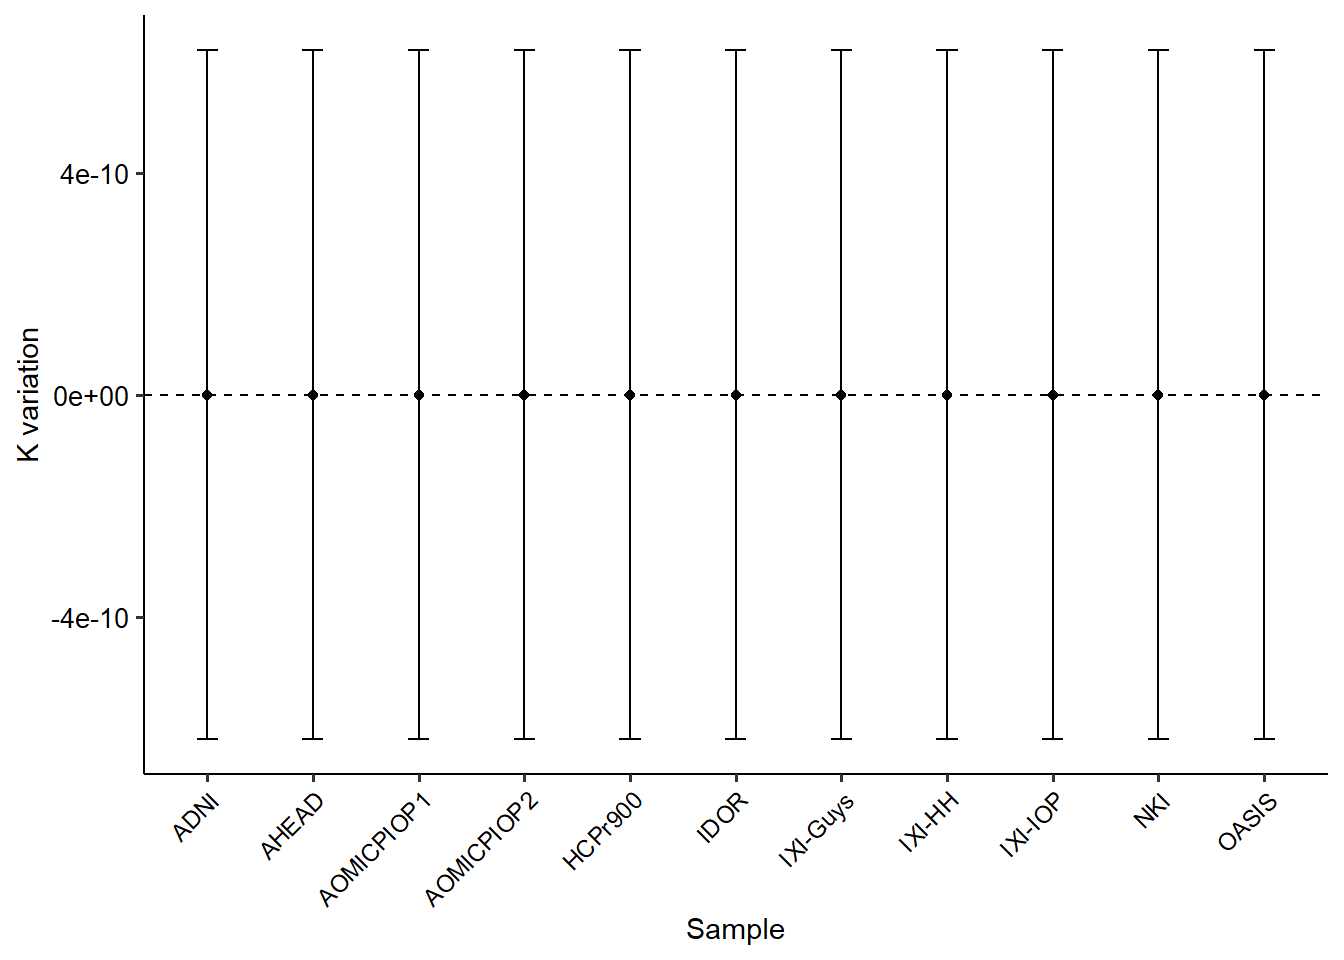 K variation
4e-10
0e+00
-4e-10
ADNI
AHEAD
AOMICPIOP1
AOMICPIOP2
HCPr900
IDOR
IXI-Guys
IXI-HH
IXI-IOP
NKI
OASIS
Sample